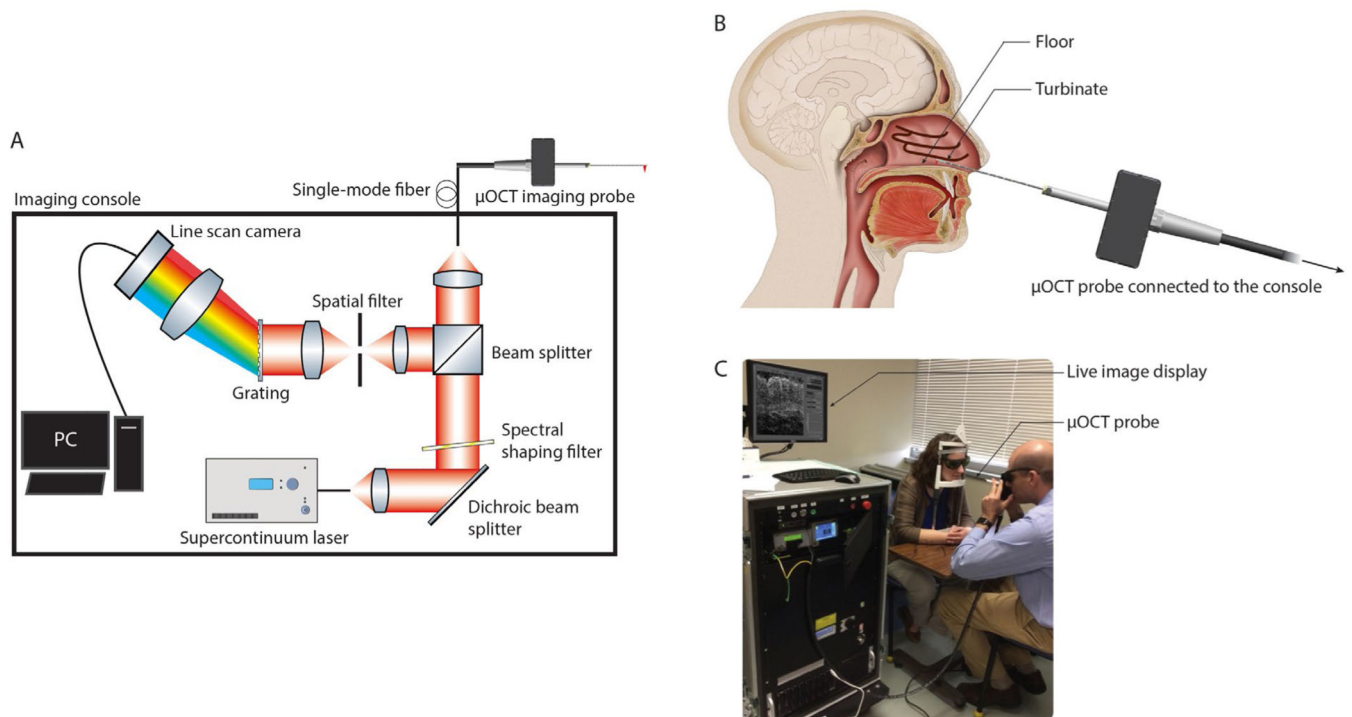 A
Imaging console
Single-mode fiber
μOCT imaging probe
Line scan camera
Spatial filter
Beam splitter
Grating
PC
Spectral
shaping filter
Dichroic beam
splitter
Supercontinuum laser
B
Floor
Turbinate
μOCT probe connected to the console
C
Live image display
μOCT probe